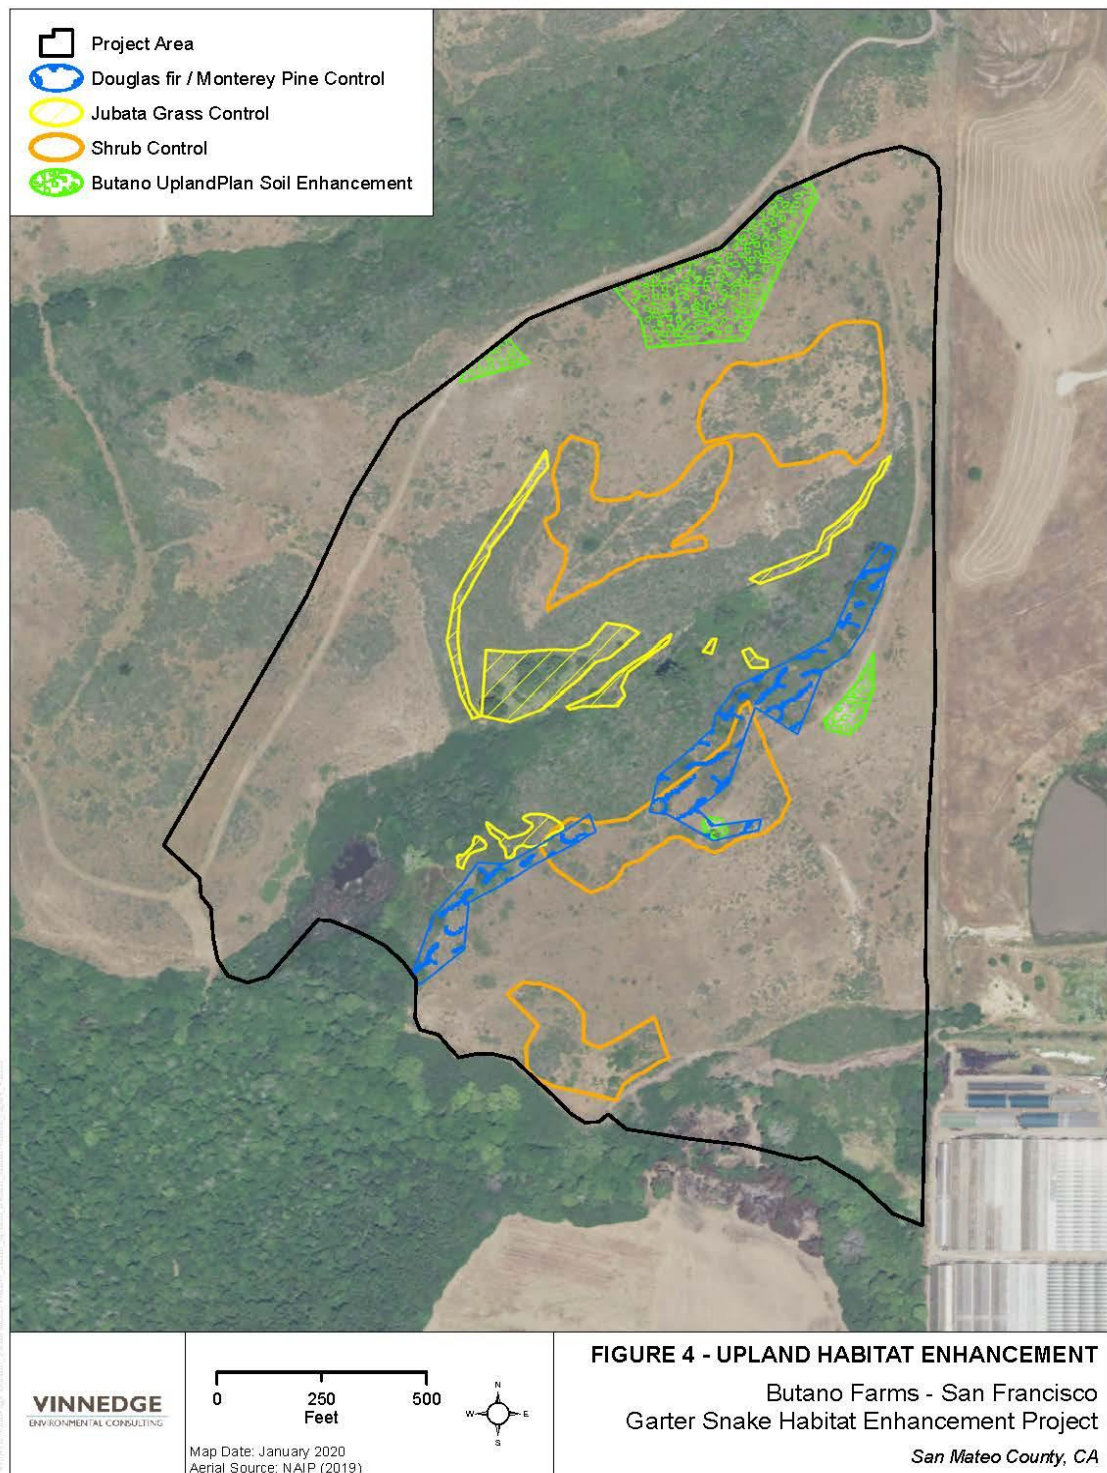 Project Area
Douglas fir / Monterey Pine Control
Jubata Grass Control
Shrub Control
Butano UplandPlan Soil Enhancement
VINNEDGE
ENVIRONMENTAL CONSULTING
0 250 500
Feet
N
W E
S
Map Date: January 2020
Aerial Source: NAIP (2019)
FIGURE 4 - UPLAND HABITAT ENHANCEMENT
Butano Farms - San Francisco
Garter Snake Habitat Enhancement Project
San Mateo County, CA